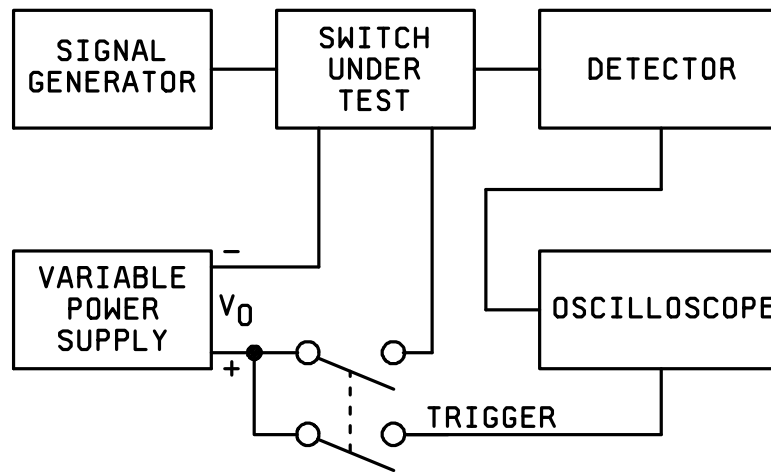 SIGNAL
GENERATOR
SWITCH
UNDER
TEST
DETECTOR
VARIABLE
POWER
SUPPLY
−
V0
+
OSCILLOSCOPE
TRIGGER